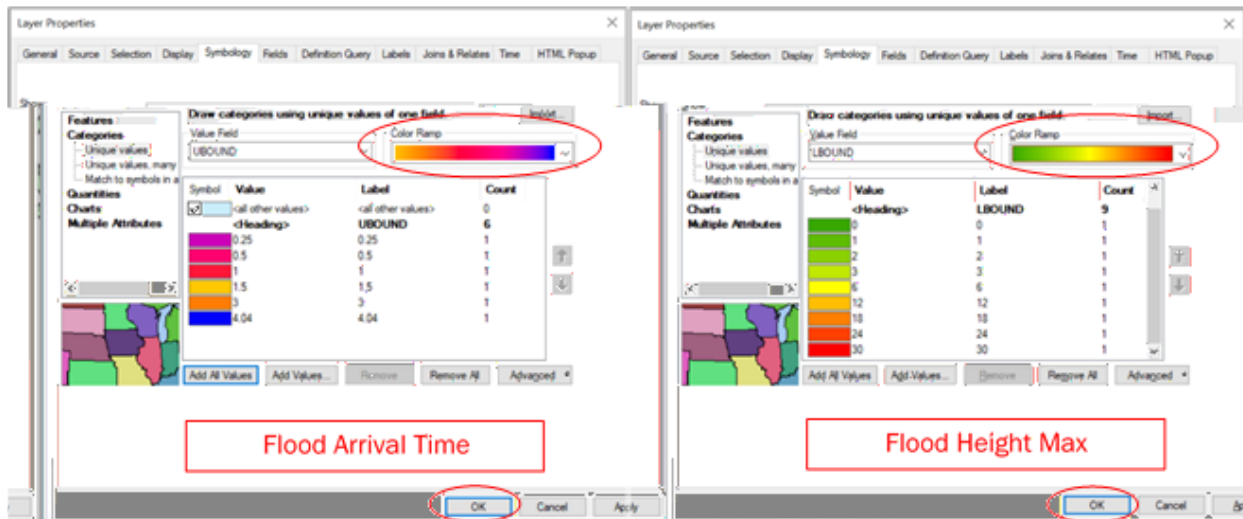 Layer Properties
General Source Selection Display Symbology Fields Definition Query Labels Joins & Relates Time HTML Popup
Features
Draw categories using unique values of one field.
Import...
Categories
Unique values
Unique values, many
Match to symbols in a
Quantities
Charts
Multiple Attributes
Value Field
UBOUND
Color Ramp
Symbol Value Label Count
<all other values> <all other values> 0
<Heading> UBOUND 6
0.25 0.25 1
0.5 0.5 1
1 1 1
1.5 1.5 1
3 3 1
4.04 4.04 1
Add All Values Add Values... Remove Remove All Advanced
Flood Arrival Time
OK Cancel Apply
Layer Properties
General Source Selection Display Symbology Fields Definition Query Labels Joins & Relates Time HTML Popup
Features
Draw categories using unique values of one field.
Import...
Categories
Unique values
Unique values, many
Match to symbols in a
Quantities
Charts
Multiple Attributes
Value Field
LBOUND
Color Ramp
Symbol Value Label Count
<Heading> LBOUND 9
0 0 1
1 1 1
2 2 1
3 3 1
6 6 1
12 12 1
18 18 1
24 24 1
30 30 1
Add All Values Add Values... Remove Remove All Advanced
Flood Height Max
OK Cancel